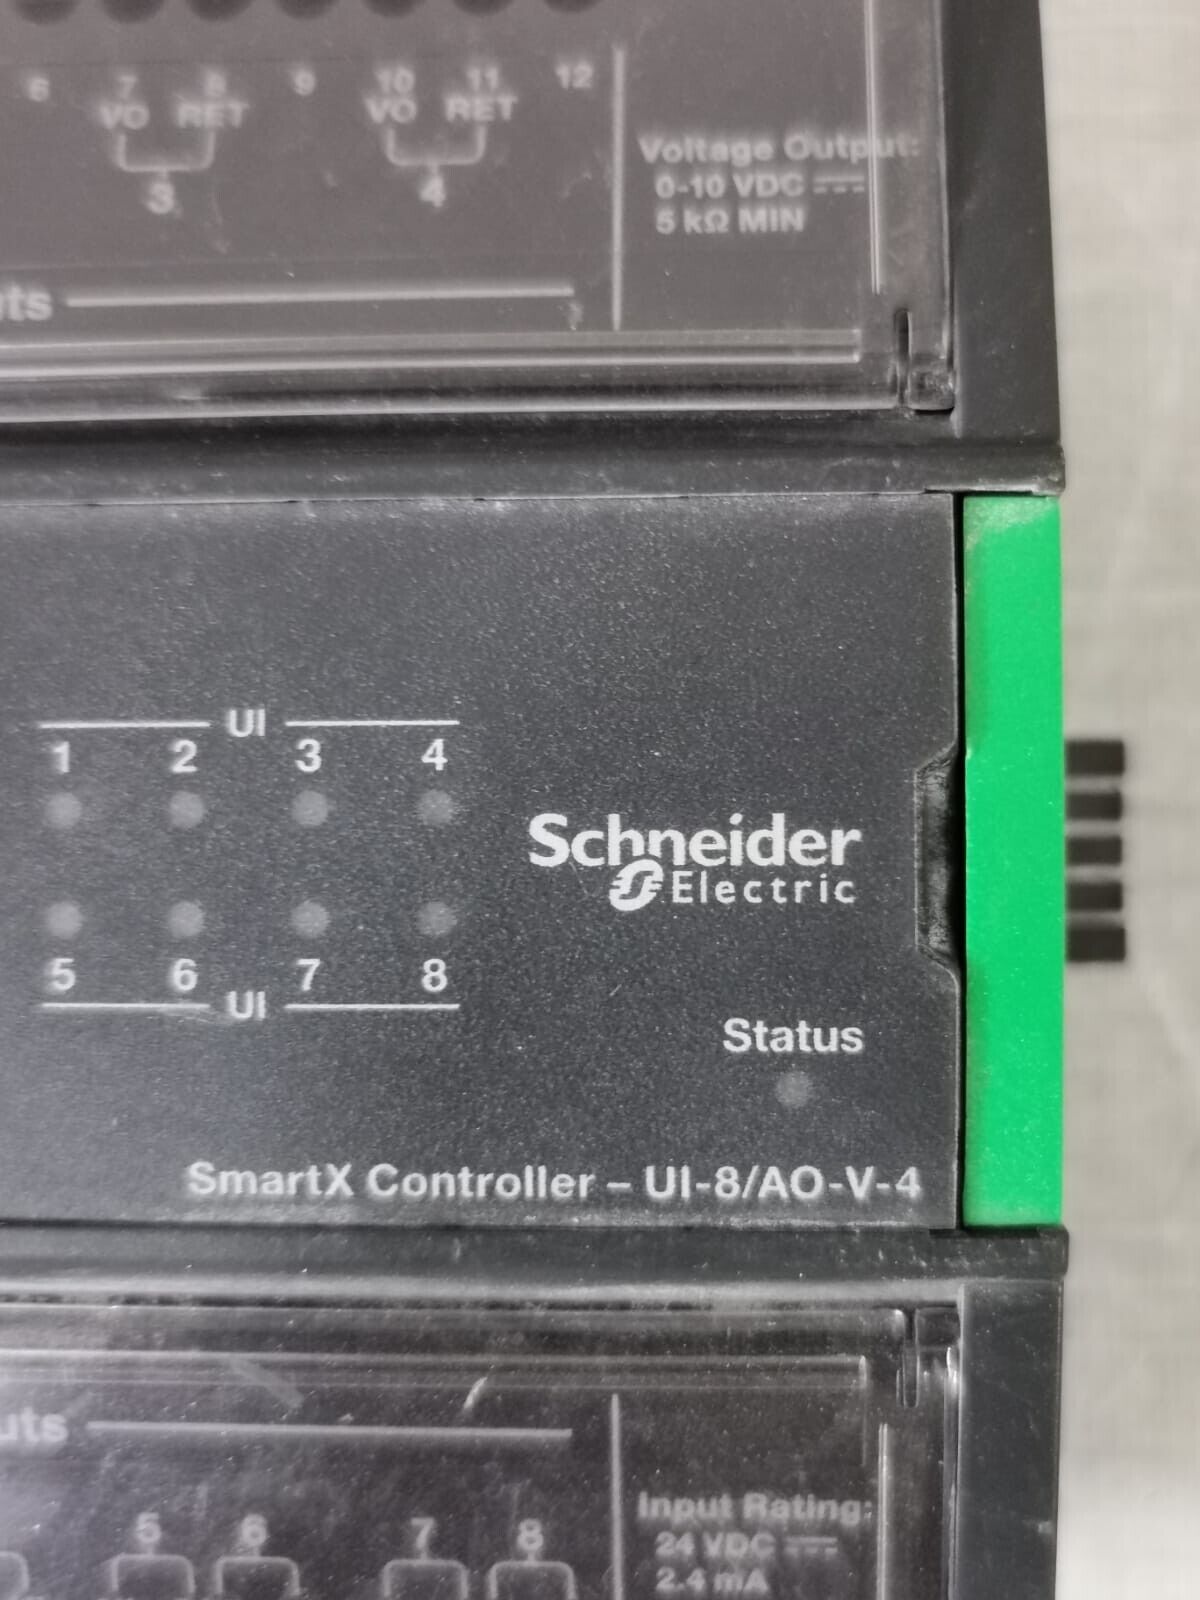 6 7 8 9 10 11 12
VO RET VO RET
3 4
Voltage Output:
0-10 VDC
5 kΩ MIN
UI
1 2 3 4
Schneider
Electric
5 6 7 8
UI
Status
SmartX Controller – UI-8/AO-V-4
5 6 7 8
Input Rating:
24 VDC
2.4 mA